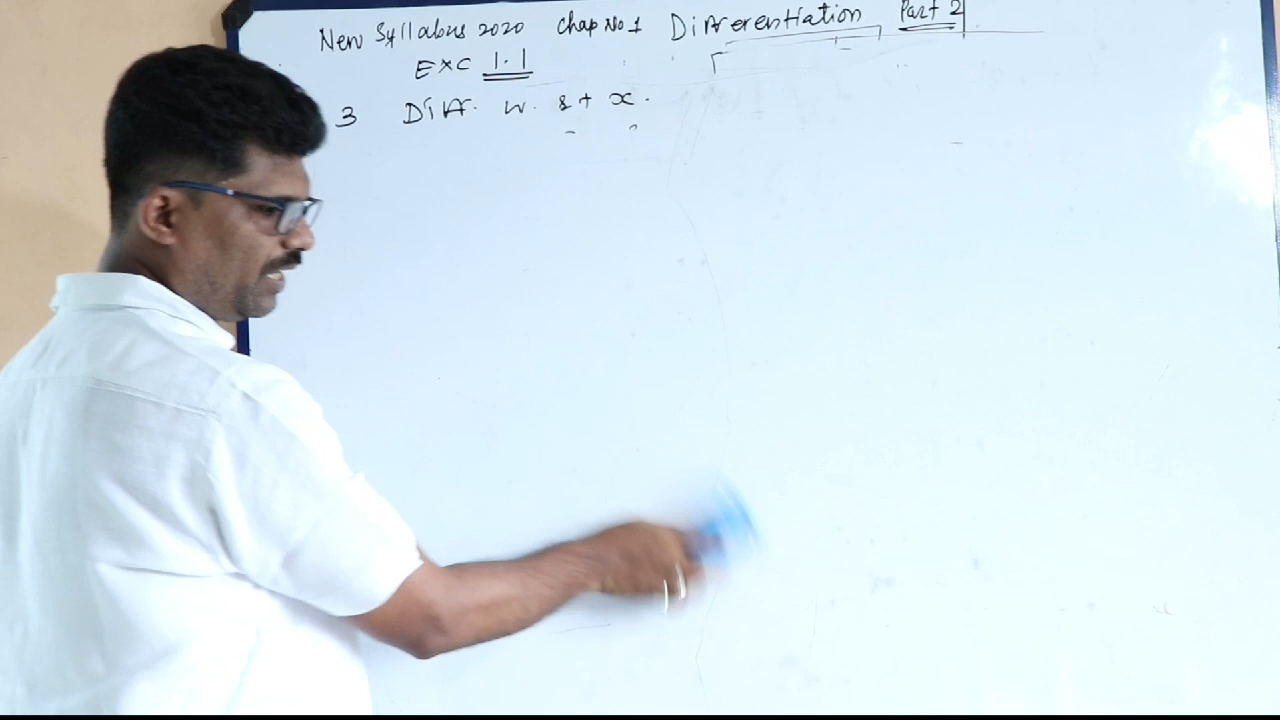 New Syllabus 2020 Chap No 1 Differentiation Part 2
Exc 1.1
3 Diff. w. r + x.